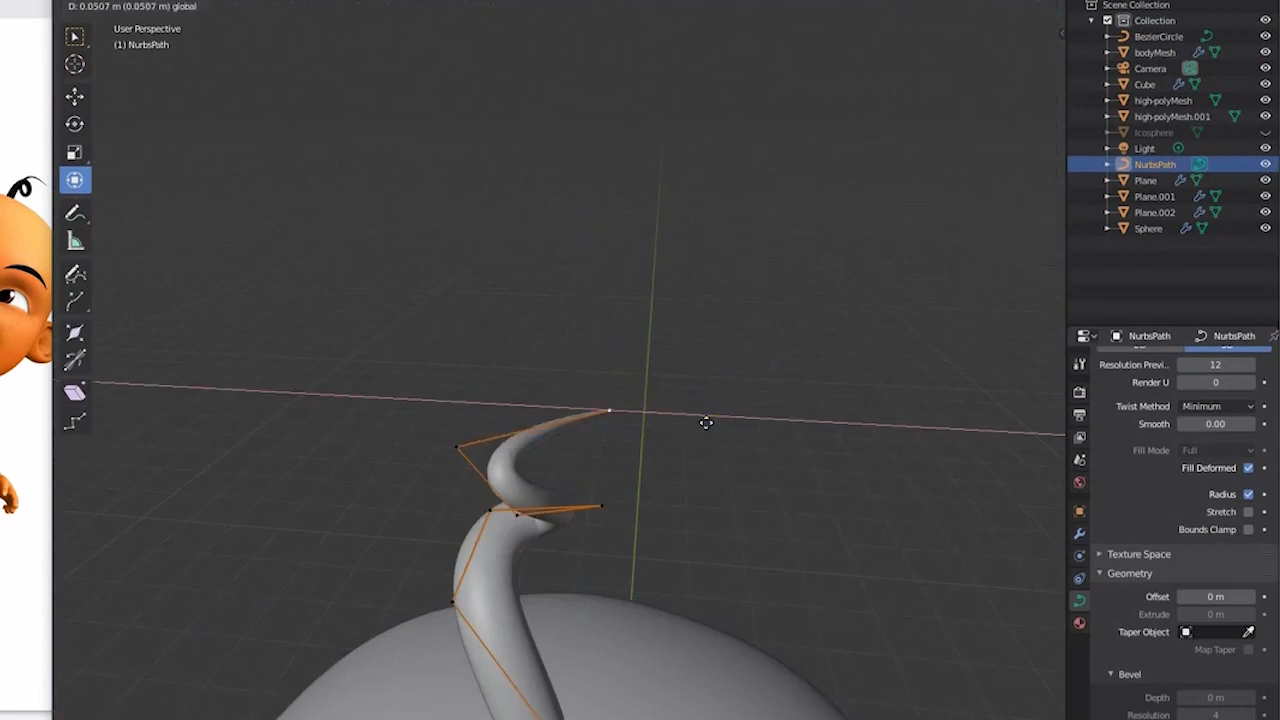 D: 0.0507 m (0.0507 m) global
User Perspective
(1) NurbsPath
Scene Collection
Collection
BezierCircle
bodyMesh
Camera
Cube
high-polyMesh
high-polyMesh.001
Icosphere
Light
NurbsPath
Plane
Plane.001
Plane.002
Sphere
NurbsPath NurbsPath
Resolution Previ.. 12
Render U 0
Twist Method Minimum
Smooth 0.00
Fill Mode Full
Fill Deformed
Radius
Stretch
Bounds Clamp
Texture Space
Geometry
Offset 0 m
Extrude 0 m
Taper Object
Map Taper
Bevel
Depth 0 m
Resolution 4